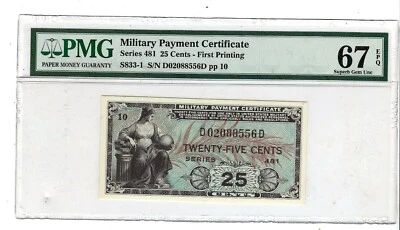 PMG
PAPER MONEY GUARANTY
Military Payment Certificate
Series 481 25 Cents - First Printing
S833-1 S/N D02088556D pp 10
67 EPQ
Superb Gem Unc
MILITARY PAYMENT CERTIFICATE
10
D02088556D
TWENTY-FIVE CENTS
SERIES 481
25
CENTS